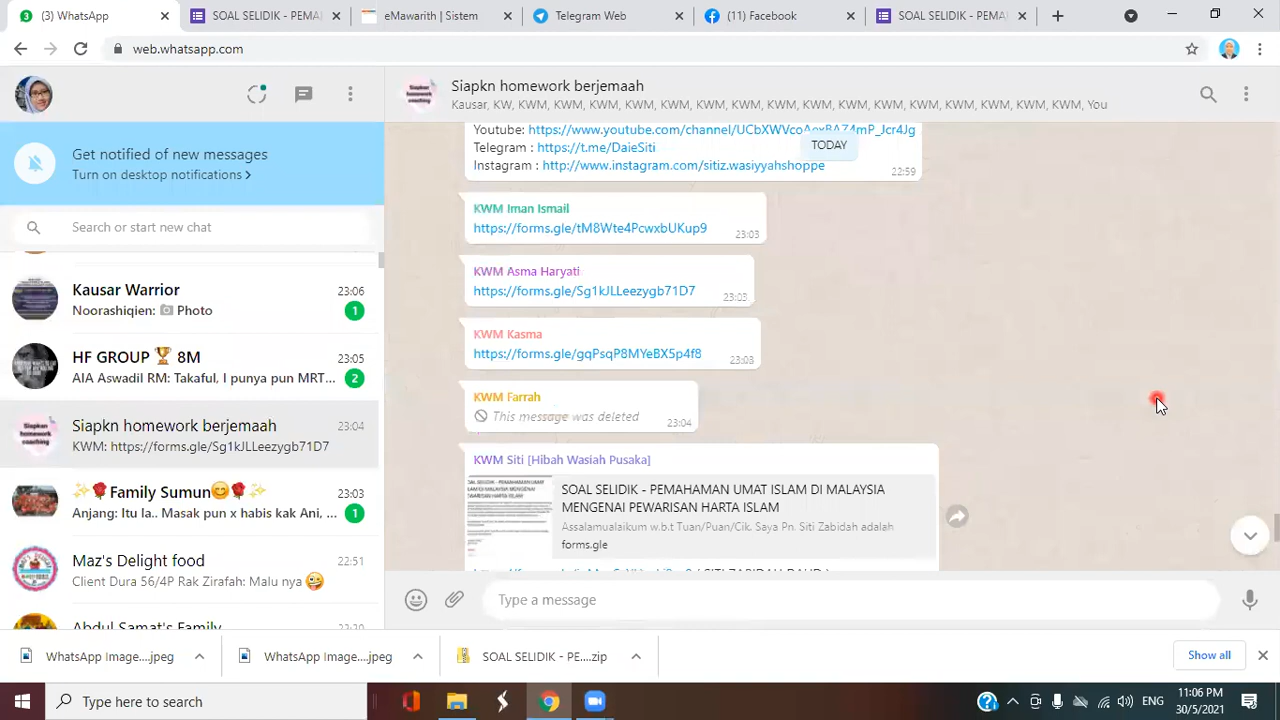 (3) WhatsApp
SOAL SELIDIK - PEMA
eMawarith | Sistem
Telegram Web
(11) Facebook
SOAL SELIDIK - PEMA
web.whatsapp.com
Siapkn homework berjemaah
Kausar, KW, KWM, KWM, KWM, KWM, KWM, KWM, KWM, KWM, KWM, KWM, KWM, KWM, KWM, KWM, KWM, KWM, You
Get notified of new messages
Turn on desktop notifications >
Search or start new chat
Kausar Warrior 23:06
Noorashiqien: 📷 Photo 1
HF GROUP 🏆 8M 23:05
AIA Aswadil RM: Takaful, I punya pun MRT... 2
Siapkn homework berjemaah 23:04
KWM: https://forms.gle/Sg1kJLLeezygb71D7
23:03
Anjang: Itu la.. Masak pun x habis kak Ani, ... 1
Maz's Delight food 22:51
Client Dura 56/4P Rak Zirafah: Malu nya
Abdul Samat's Family
Youtube:
Telegram : https://t.me/DaieSiti
TODAY
Instagram : http://www.instagram.com/sitiz.wasiyyahshoppe
22:59
KWM Iman Ismail
https://forms.gle/tM8Wte4PcwxbUKup9 23:03
KWM Asma Haryati
https://forms.gle/Sg1kJLLeezygb71D7 23:03
KWM Kasma
https://forms.gle/gqPsqP8MYeBX5p4f8 23:03
KWM Farrah
This message was deleted 23:04
KWM Siti [Hibah Wasiah Pusaka]
SOAL SELIDIK - PEMAHAMAN UMAT ISLAM DI MALAYSIA
MENGENAI PEWARISAN HARTA ISLAM
Assalamualaikum w.b.t Tuan/Puan/Cik. Saya Pn. Siti Zaridah adalah
forms.gle
Type a message
WhatsApp Image....jpeg
WhatsApp Image....jpeg
SOAL SELIDIK - PE....zip
Show all
Type here to search
ENG
11:06 PM
30/5/2021